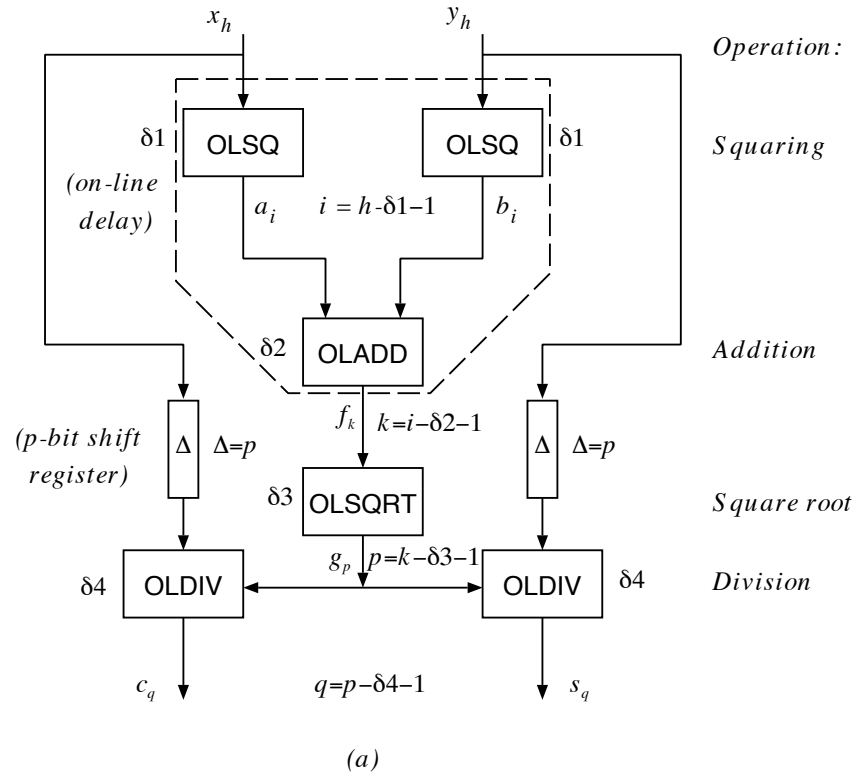 x_h
y_h
Operation:
δ1
OLSQ
OLSQ
δ1
Squaring
(on-line
delay)
a_i
i = h-δ1−1
b_i
δ2
OLADD
Addition
f_k
k=i−δ2−1
(p-bit shift
register)
Δ
Δ=p
Δ
Δ=p
δ3
OLSQRT
Square root
g_p
p=k−δ3−1
δ4
OLDIV
OLDIV
δ4
Division
c_q
q=p−δ4−1
s_q
(a)